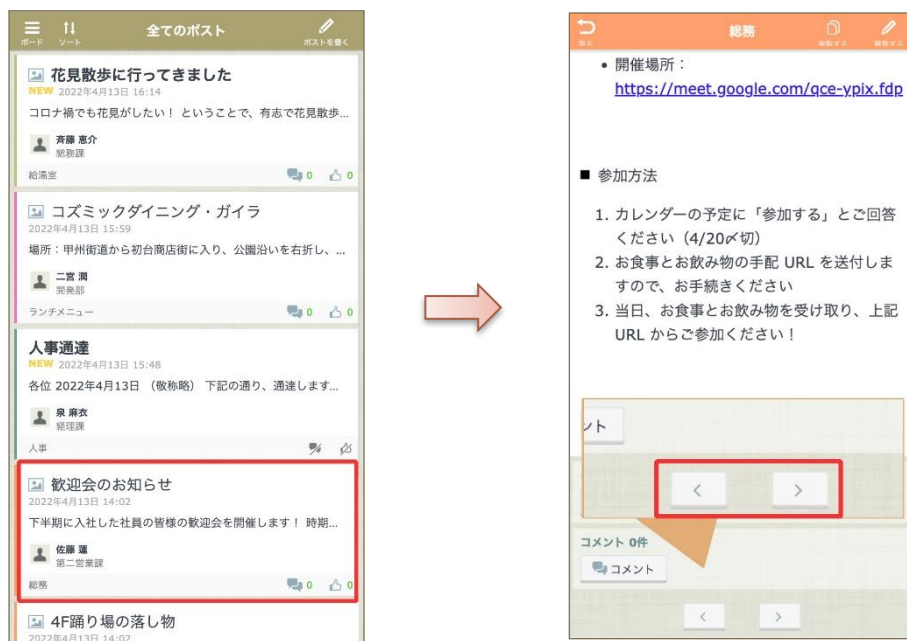 全てのポスト
ボード
ソート
ポストを書く
花見散歩に行ってきました
NEW 2022年4月13日 16:14
コロナ禍でも花見がしたい！ ということで、有志で花見散歩...
斉藤 恵介
総務課
給湯室
0 0
コズミックダイニング・ガイラ
2022年4月13日 15:59
場所：甲州街道から初台商店街に入り、公園沿いを右折し、...
二宮 潤
開発部
ランチメニュー
0 0
人事通達
NEW 2022年4月13日 15:48
各位 2022年4月13日 （敬称略） 下記の通り、通達します...
泉 麻衣
経理課
人事
歓迎会のお知らせ
2022年4月13日 14:02
下半期に入社した社員の皆様の歓迎会を開催します！ 時期...
佐藤 蓮
第二営業課
総務
0 0
4F踊り場の落し物
2022年4月13日 14:02
総務
戻る
複製する
編集する
• 開催場所：
https://meet.google.com/qce-ypix.fdp
■ 参加方法
1. カレンダーの予定に「参加する」とご回答
ください（4/20〆切）
2. お食事とお飲み物の手配 URL を送付しま
すので、お手続きください
3. 当日、お食事とお飲み物を受け取り、上記
URL からご参加ください！
ント
コメント 0件
コメント